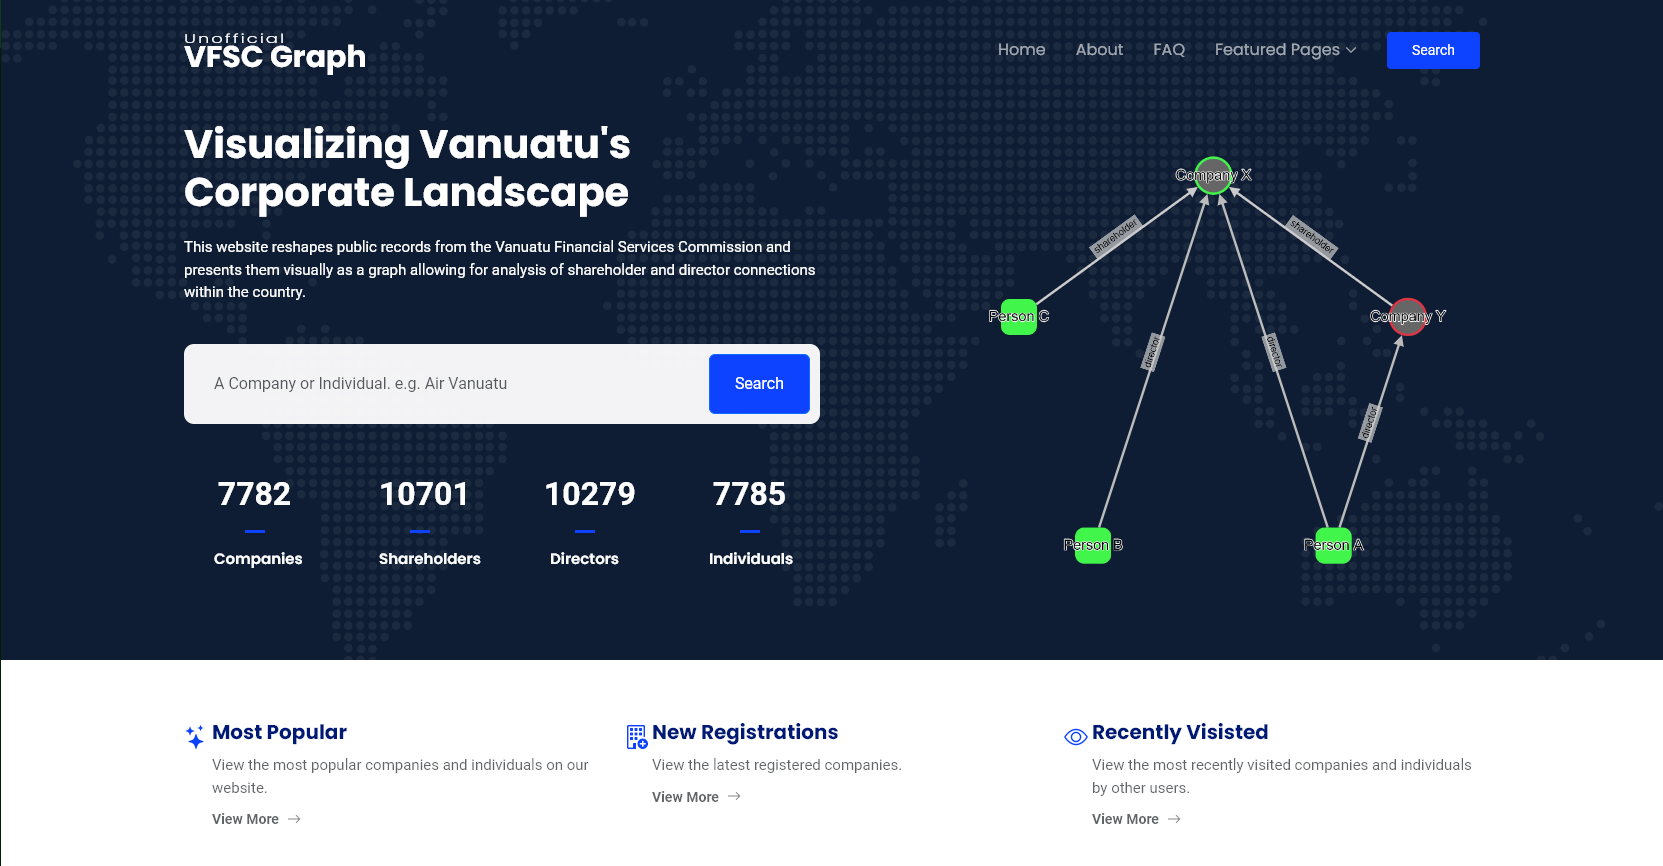 Unofficial
VFSC Graph
Home
About
FAQ
Featured Pages
Search
Visualizing Vanuatu's
Corporate Landscape
This website reshapes public records from the Vanuatu Financial Services Commission and
presents them visually as a graph allowing for analysis of shareholder and director connections
within the country.
A Company or Individual. e.g. Air Vanuatu
Search
7782
10701
10279
7785
Companies
Shareholders
Directors
Individuals
Company X
shareholder
shareholder
Person C
Company Y
director
director
director
Person B
Person A
Most Popular
View the most popular companies and individuals on our
website.
View More
New Registrations
View the latest registered companies.
View More
Recently Visisted
View the most recently visited companies and individuals
by other users.
View More